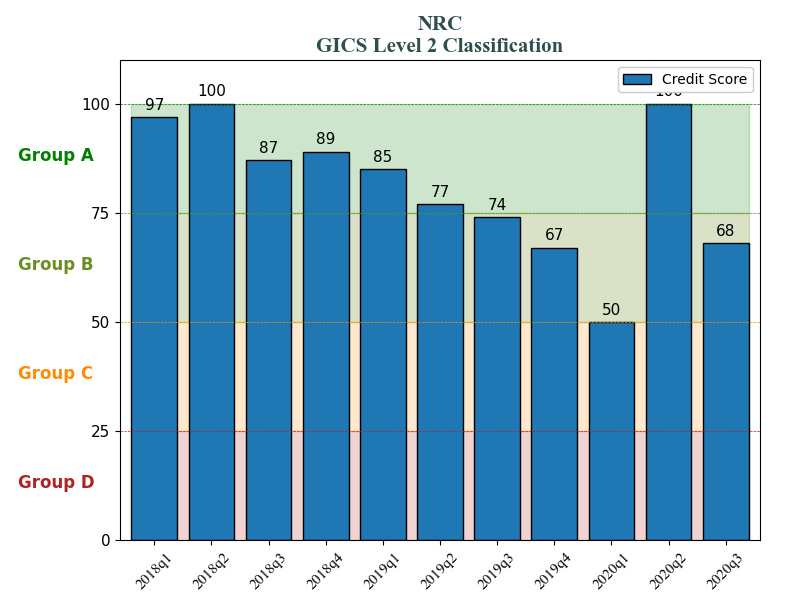 NRC
GICS Level 2 Classification
Credit Score
97
100
87
89
85
77
74
67
50
100
68
100
75
50
25
0
Group A
Group B
Group C
Group D
2018q1
2018q2
2018q3
2018q4
2019q1
2019q2
2019q3
2019q4
2020q1
2020q2
2020q3